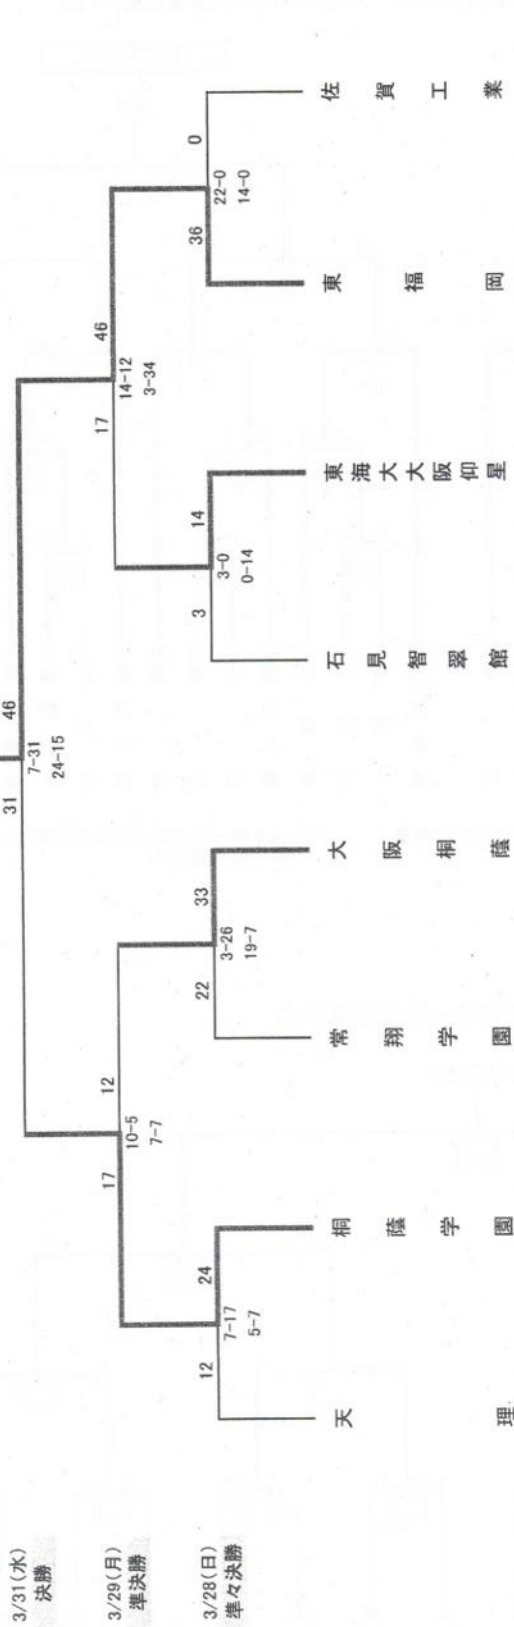 3/31(水)
決勝
31 46
7-31
24-15
3/29(月)
準決勝
17 12
10-5
7-7
17 46
14-12
3-34
3/28(日)
準々決勝
12 24
7-17
5-7
22 33
3-26
19-7
3 14
3-0
0-14
36 0
22-0
14-0
天理
桐蔭学園
常翔学園
大阪桐蔭
石見智翠館
東海大大阪仰星
東福岡
佐賀工業